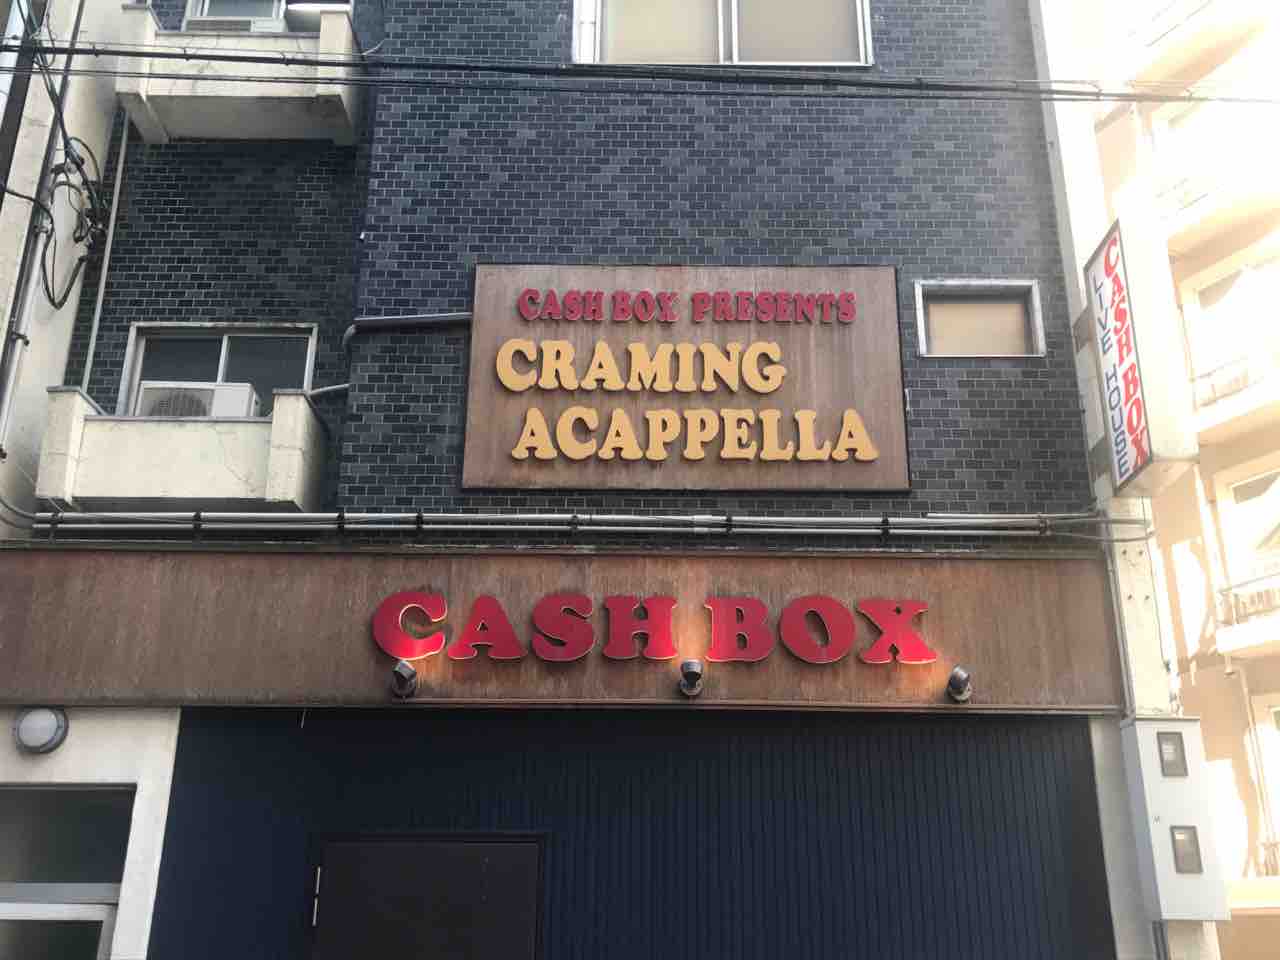 CASH BOX PRESENTS
CRAMING
ACAPPELLA
CASH BOX
CASH BOX
LIVE HOUSE